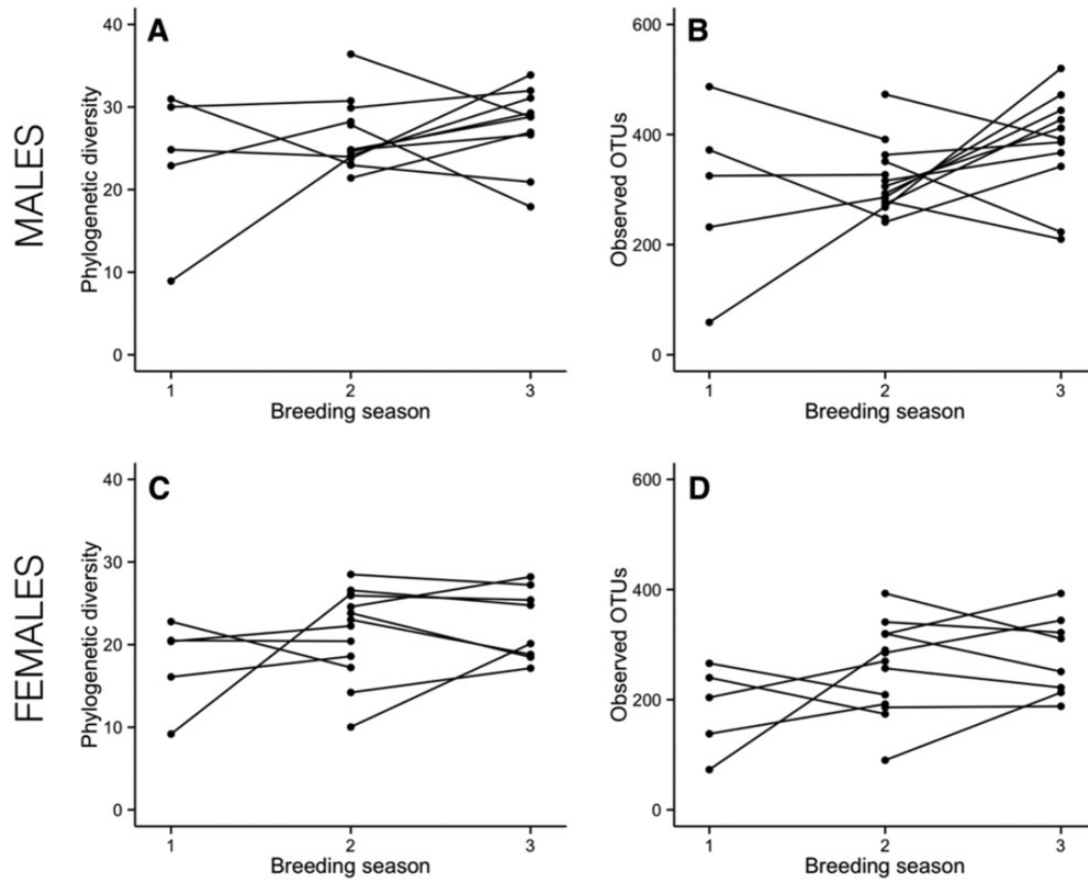 MALES
A
Phylogenetic diversity
40
30
20
10
0
1 2 3
Breeding season
B
Observed OTUs
600
400
200
0
1 2 3
Breeding season
FEMALES
C
Phylogenetic diversity
40
30
20
10
0
1 2 3
Breeding season
D
Observed OTUs
600
400
200
0
1 2 3
Breeding season